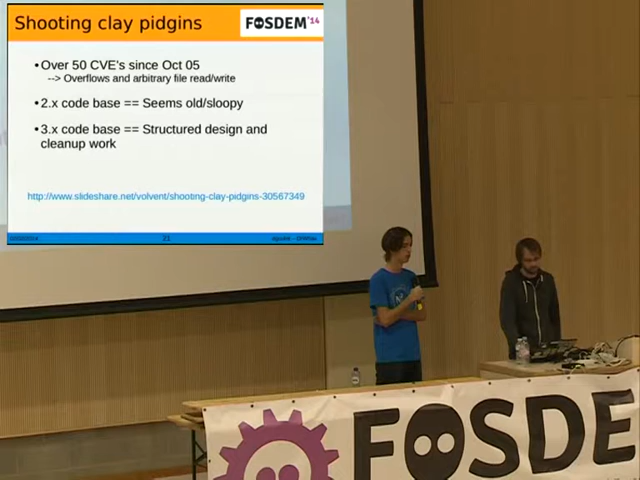 Shooting clay pidgins
FOSDEM'14
•Over 50 CVE's since Oct 05
--> Overflows and arbitrary file read/write
•2.x code base == Seems old/sloopy
•3.x code base == Structured design and
cleanup work
http://www.slideshare.net/volvent/shooting-clay-pidgins-30567349
21
FOSDE